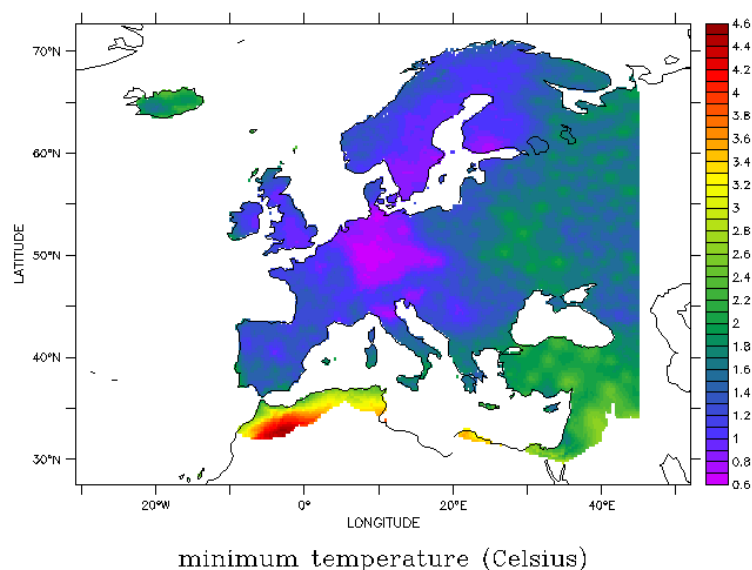 70°N
60°N
50°N
40°N
30°N
LATITUDE
20°W
0°
20°E
40°E
LONGITUDE
4.6
4.4
4.2
4
3.8
3.6
3.4
3.2
3
2.8
2.6
2.4
2.2
2
1.8
1.6
1.4
1.2
1
0.8
0.6
minimum temperature (Celsius)